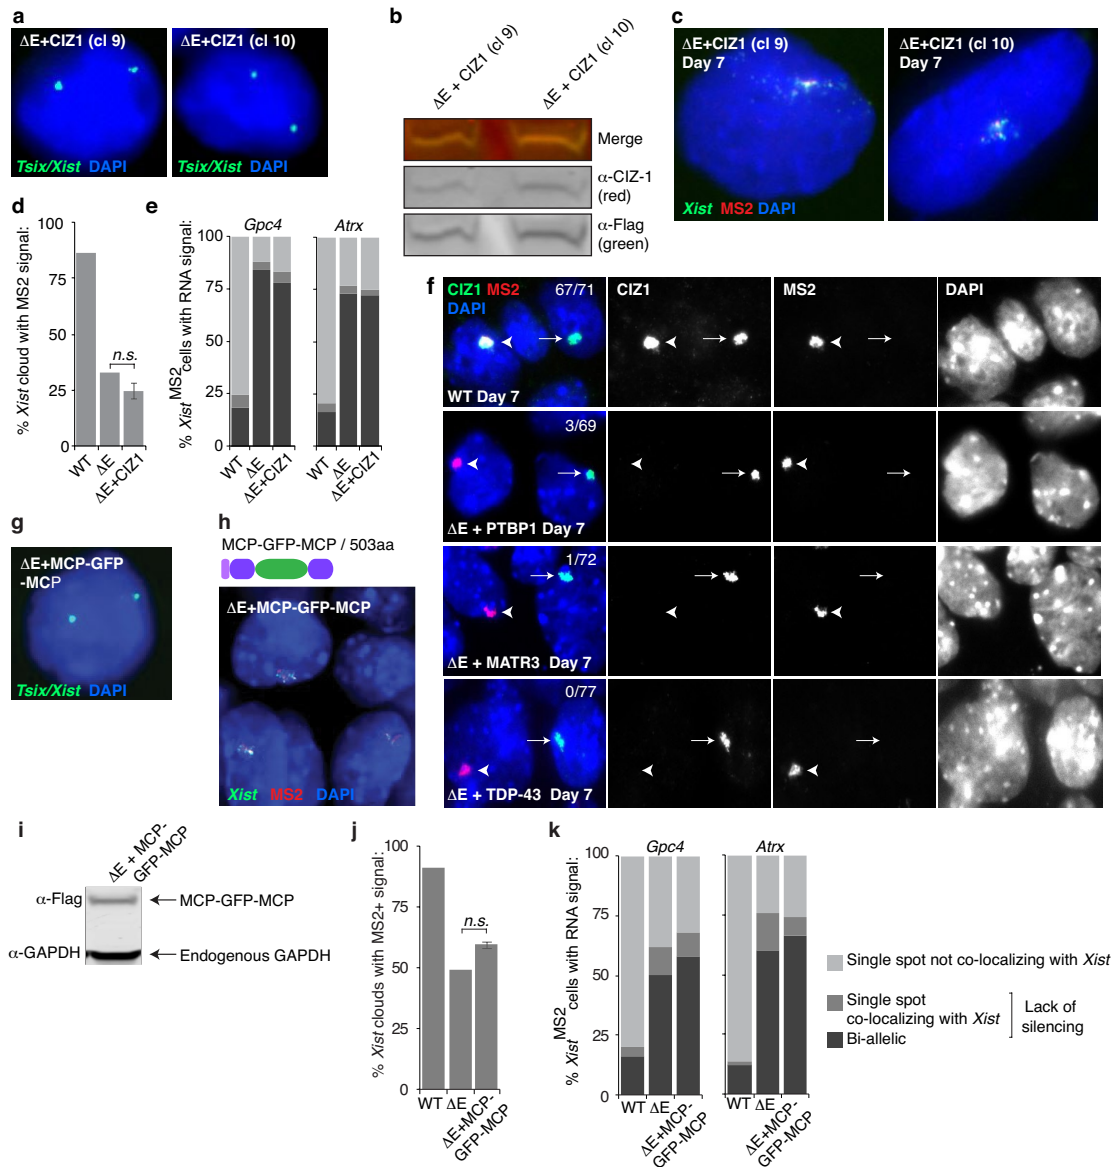 a
ΔE+CIZ1 (cl 9)
ΔE+CIZ1 (cl 10)
Tsix/Xist DAPI
Tsix/Xist DAPI
b
ΔE + CIZ1 (cl 9)
ΔE + CIZ1 (cl 10)
Merge
α-CIZ-1
(red)
α-Flag
(green)
c
ΔE+CIZ1 (cl 9)
Day 7
ΔE+CIZ1 (cl 10)
Day 7
Xist MS2 DAPI
d
% Xist cloud with MS2 signal:
100
75
50
25
0
n.s.
WT
ΔE
ΔE+CIZ1
e
% Xist^MS2 cells with RNA signal:
Gpc4
Atrx
100
75
50
25
0
WT
ΔE
ΔE+CIZ1
WT
ΔE
ΔE+CIZ1
f
CIZ1 MS2
DAPI
67/71
CIZ1
MS2
DAPI
WT Day 7
3/69
ΔE + PTBP1 Day 7
1/72
ΔE + MATR3 Day 7
0/77
ΔE + TDP-43 Day 7
g
ΔE+MCP-GFP
-MCP
Tsix/Xist DAPI
h
MCP-GFP-MCP / 503aa
ΔE+MCP-GFP-MCP
Xist MS2 DAPI
i
ΔE + MCP-
GFP-MCP
α-Flag
MCP-GFP-MCP
α-GAPDH
Endogenous GAPDH
j
% Xist clouds with MS2+ signal:
100
75
50
25
0
n.s.
WT
ΔE
ΔE+MCP-
GFP-MCP
k
% Xist^MS2 cells with RNA signal:
Gpc4
Atrx
100
75
50
25
0
WT
ΔE
ΔE+MCP-
GFP-MCP
WT
ΔE
ΔE+MCP-
GFP-MCP
Single spot not co-localizing with Xist
Single spot
co-localizing with Xist
Bi-allelic
Lack of
silencing